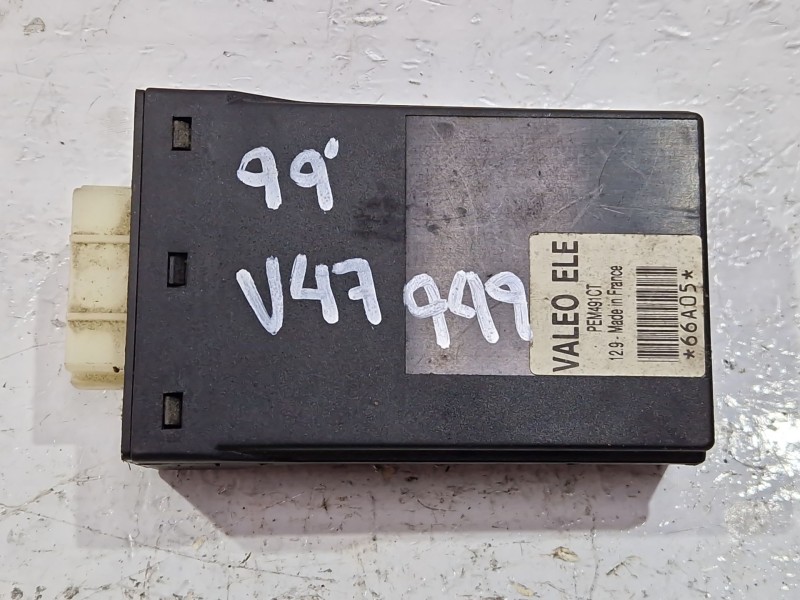 99'
V47 999
VALEO ELE
PEM491CT
12.9 - Made in France
*66A05*